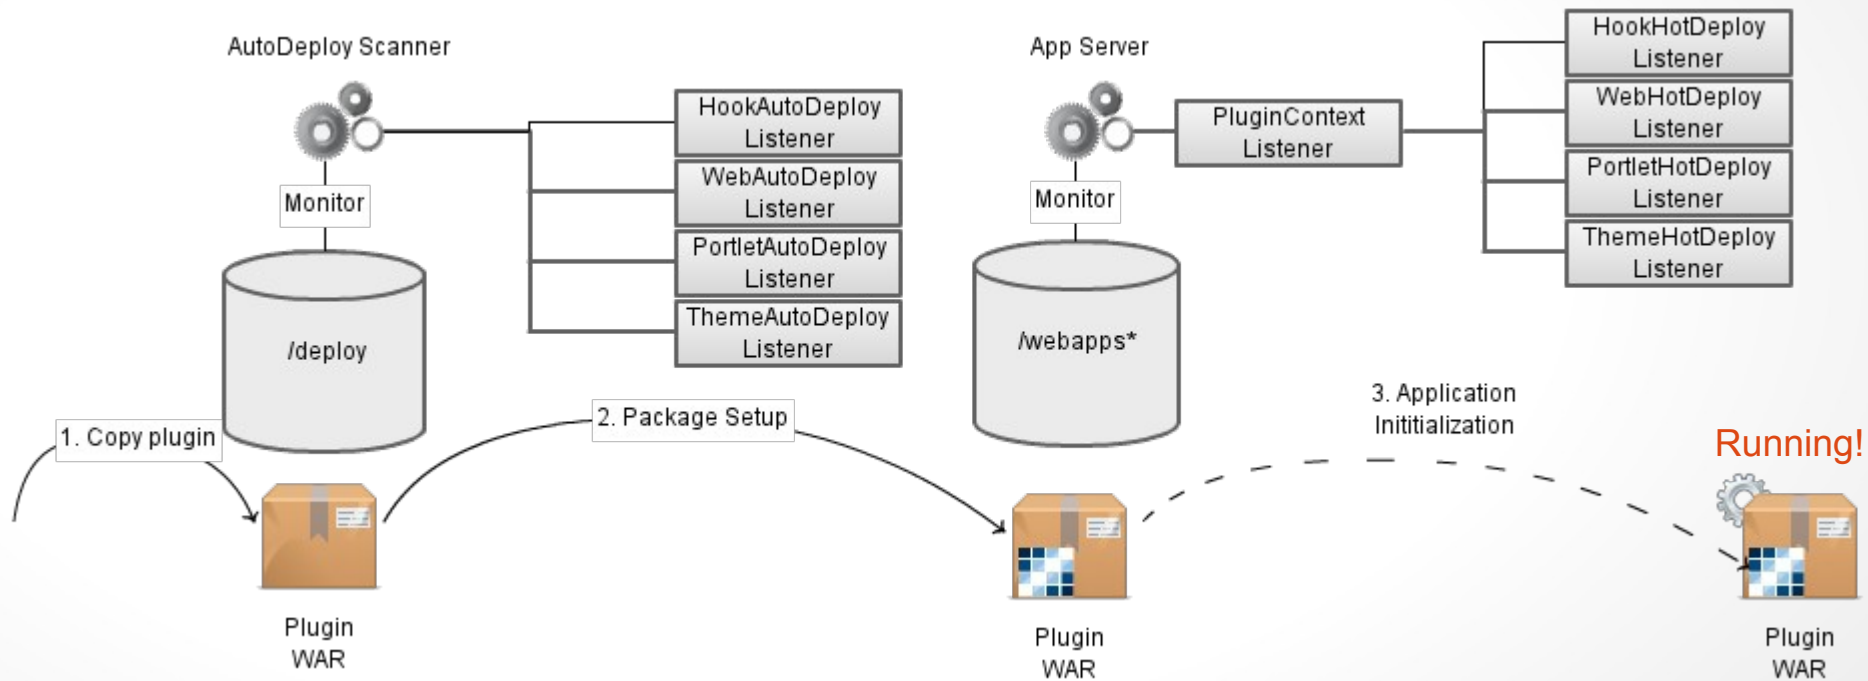 AutoDeploy Scanner
HookAutoDeploy
Listener
WebAutoDeploy
Listener
PortletAutoDeploy
Listener
ThemeAutoDeploy
Listener
Monitor
/deploy
1. Copy plugin
Plugin
WAR
2. Package Setup
App Server
PluginContext
Listener
HookHotDeploy
Listener
WebHotDeploy
Listener
PortletHotDeploy
Listener
ThemeHotDeploy
Listener
Monitor
/webapps*
Plugin
WAR
3. Application
Inititialization
Running!
Plugin
WAR